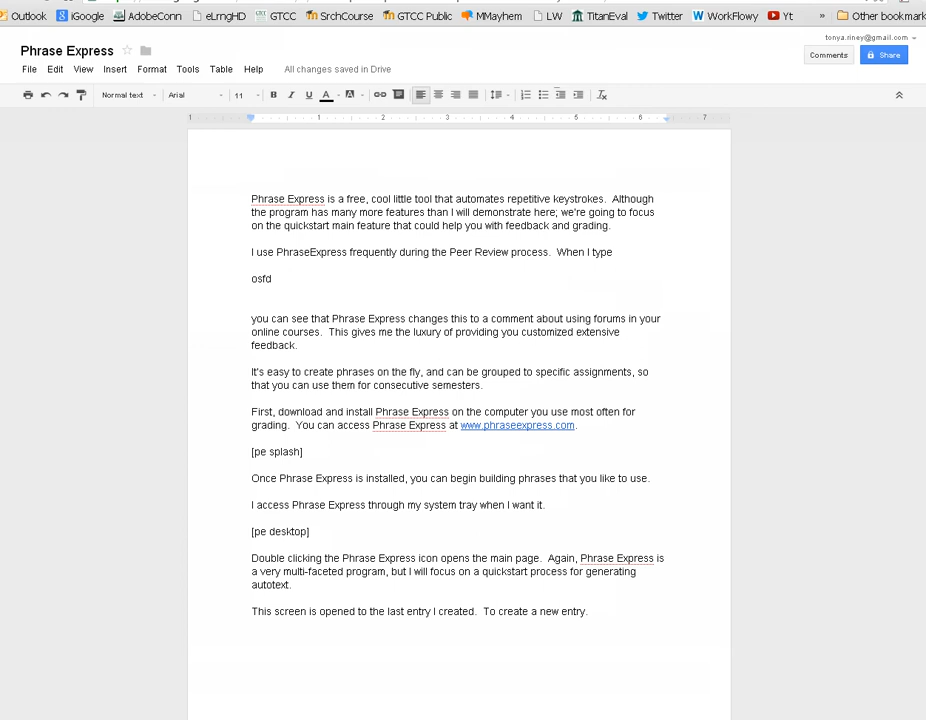 Outlook iGoogle AdobeConn eLrngHD GTCC SrchCourse GTCC Public MMayhem LW TitanEval Twitter WorkFlowy Yt » Other bookmark
tonya.riney@gmail.com
Phrase Express
Comments Share
File Edit View Insert Format Tools Table Help All changes saved in Drive
Normal text Arial 11 B I U A
1 1 2 3 4 5 6 7
Phrase Express is a free, cool little tool that automates repetitive keystrokes. Although
the program has many more features than I will demonstrate here; we're going to focus
on the quickstart main feature that could help you with feedback and grading.
I use PhraseExpress frequently during the Peer Review process. When I type
osfd
you can see that Phrase Express changes this to a comment about using forums in your
online courses. This gives me the luxury of providing you customized extensive
feedback.
It's easy to create phrases on the fly, and can be grouped to specific assignments, so
that you can use them for consecutive semesters.
First, download and install Phrase Express on the computer you use most often for
grading. You can access Phrase Express at www.phraseexpress.com.
[pe splash]
Once Phrase Express is installed, you can begin building phrases that you like to use.
I access Phrase Express through my system tray when I want it.
[pe desktop]
Double clicking the Phrase Express icon opens the main page. Again, Phrase Express is
a very multi-faceted program, but I will focus on a quickstart process for generating
autotext.
This screen is opened to the last entry I created. To create a new entry.